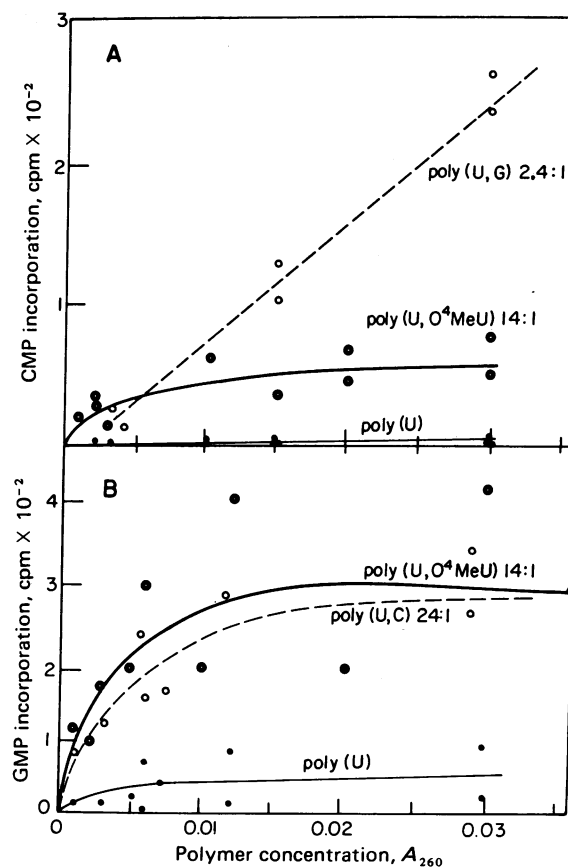 3
A
2
poly (U, G) 2.4:1
1
poly (U, O⁴MeU) 14:1
poly (U)
CMP incorporation, cpm X 10⁻²
B
4
3
poly (U, O⁴MeU) 14:1
poly (U, C) 24:1
2
1
poly (U)
0
GMP incorporation, cpm X 10⁻²
0 0.01 0.02 0.03
Polymer concentration, A₂₆₀